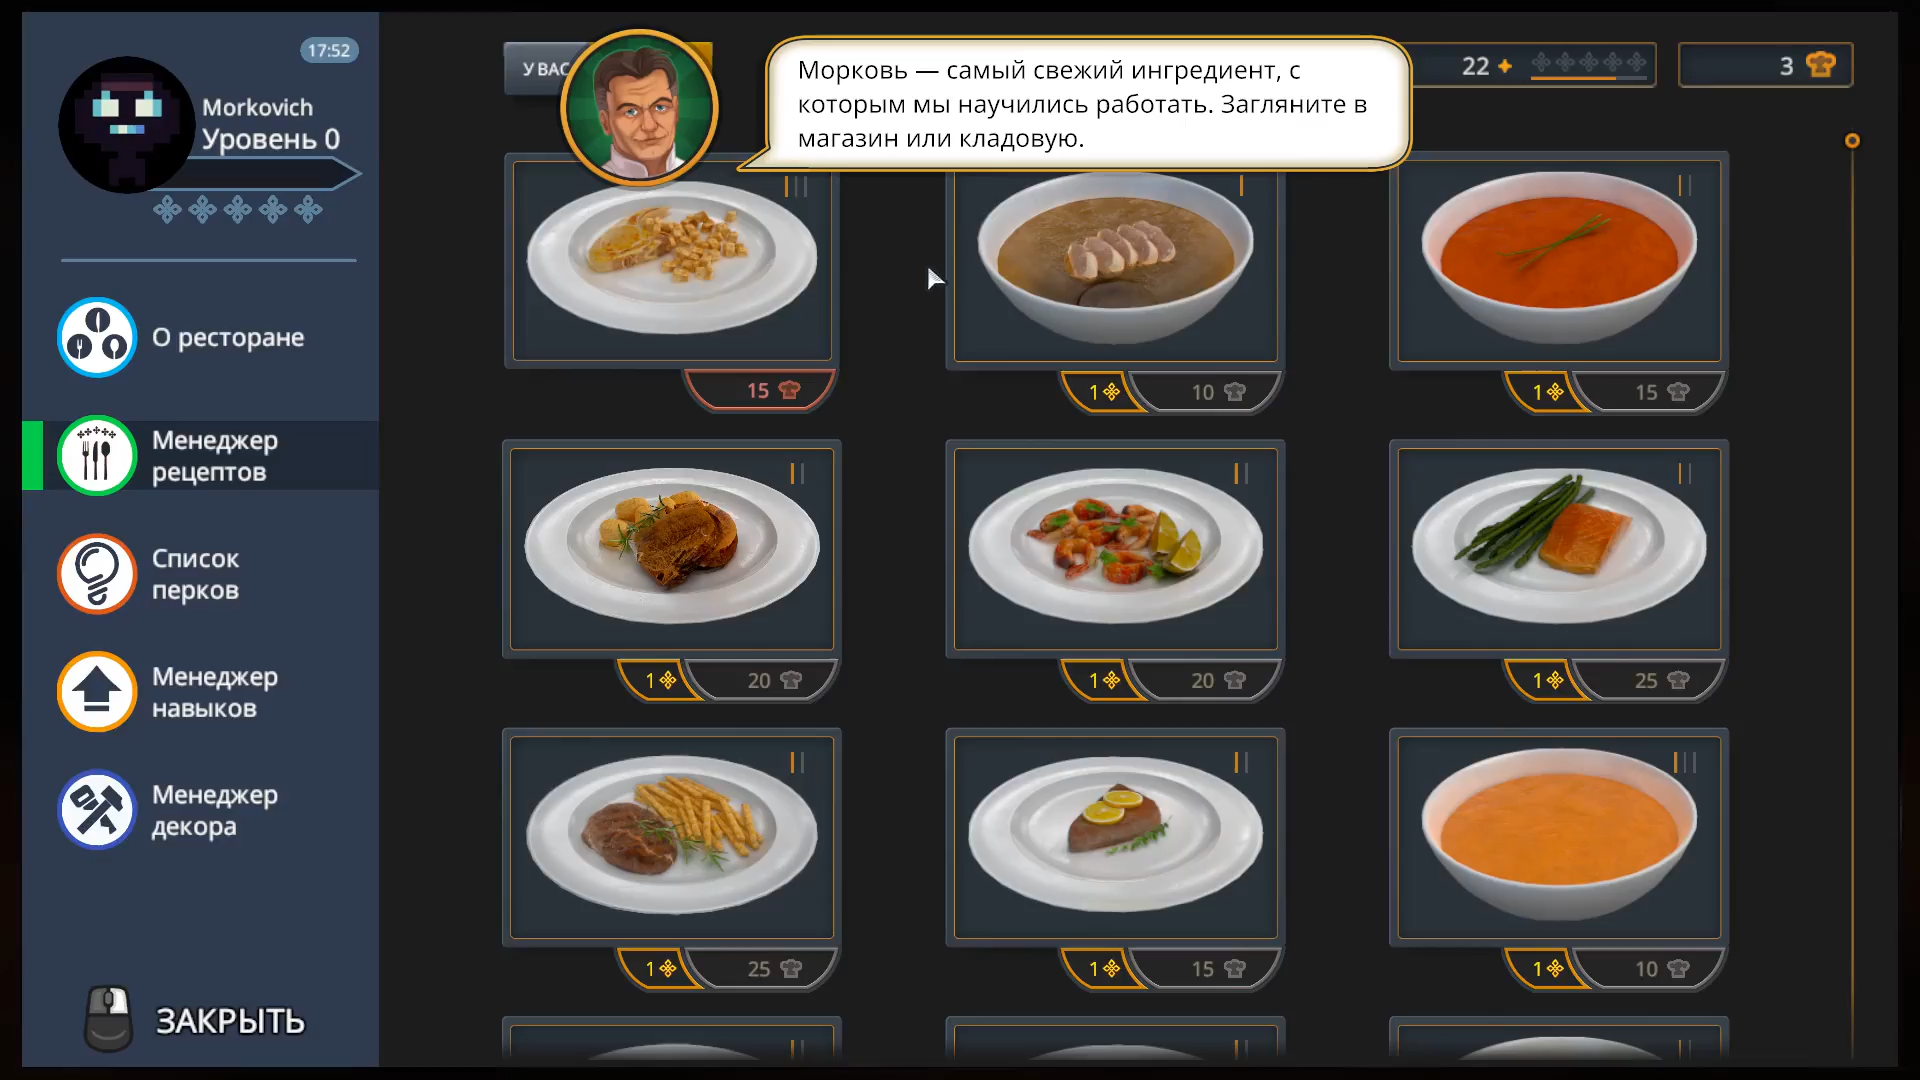 17:52
Morkovich
Уровень 0
О ресторане
Менеджер
рецептов
Список
перков
Менеджер
навыков
Менеджер
декора
ЗАКРЫТЬ
У ВАС
Морковь — самый свежий ингредиент, с
которым мы научились работать. Загляните в
магазин или кладовую.
22
3
15
1 10
1 15
1 20
1 20
1 25
1 25
1 15
1 10